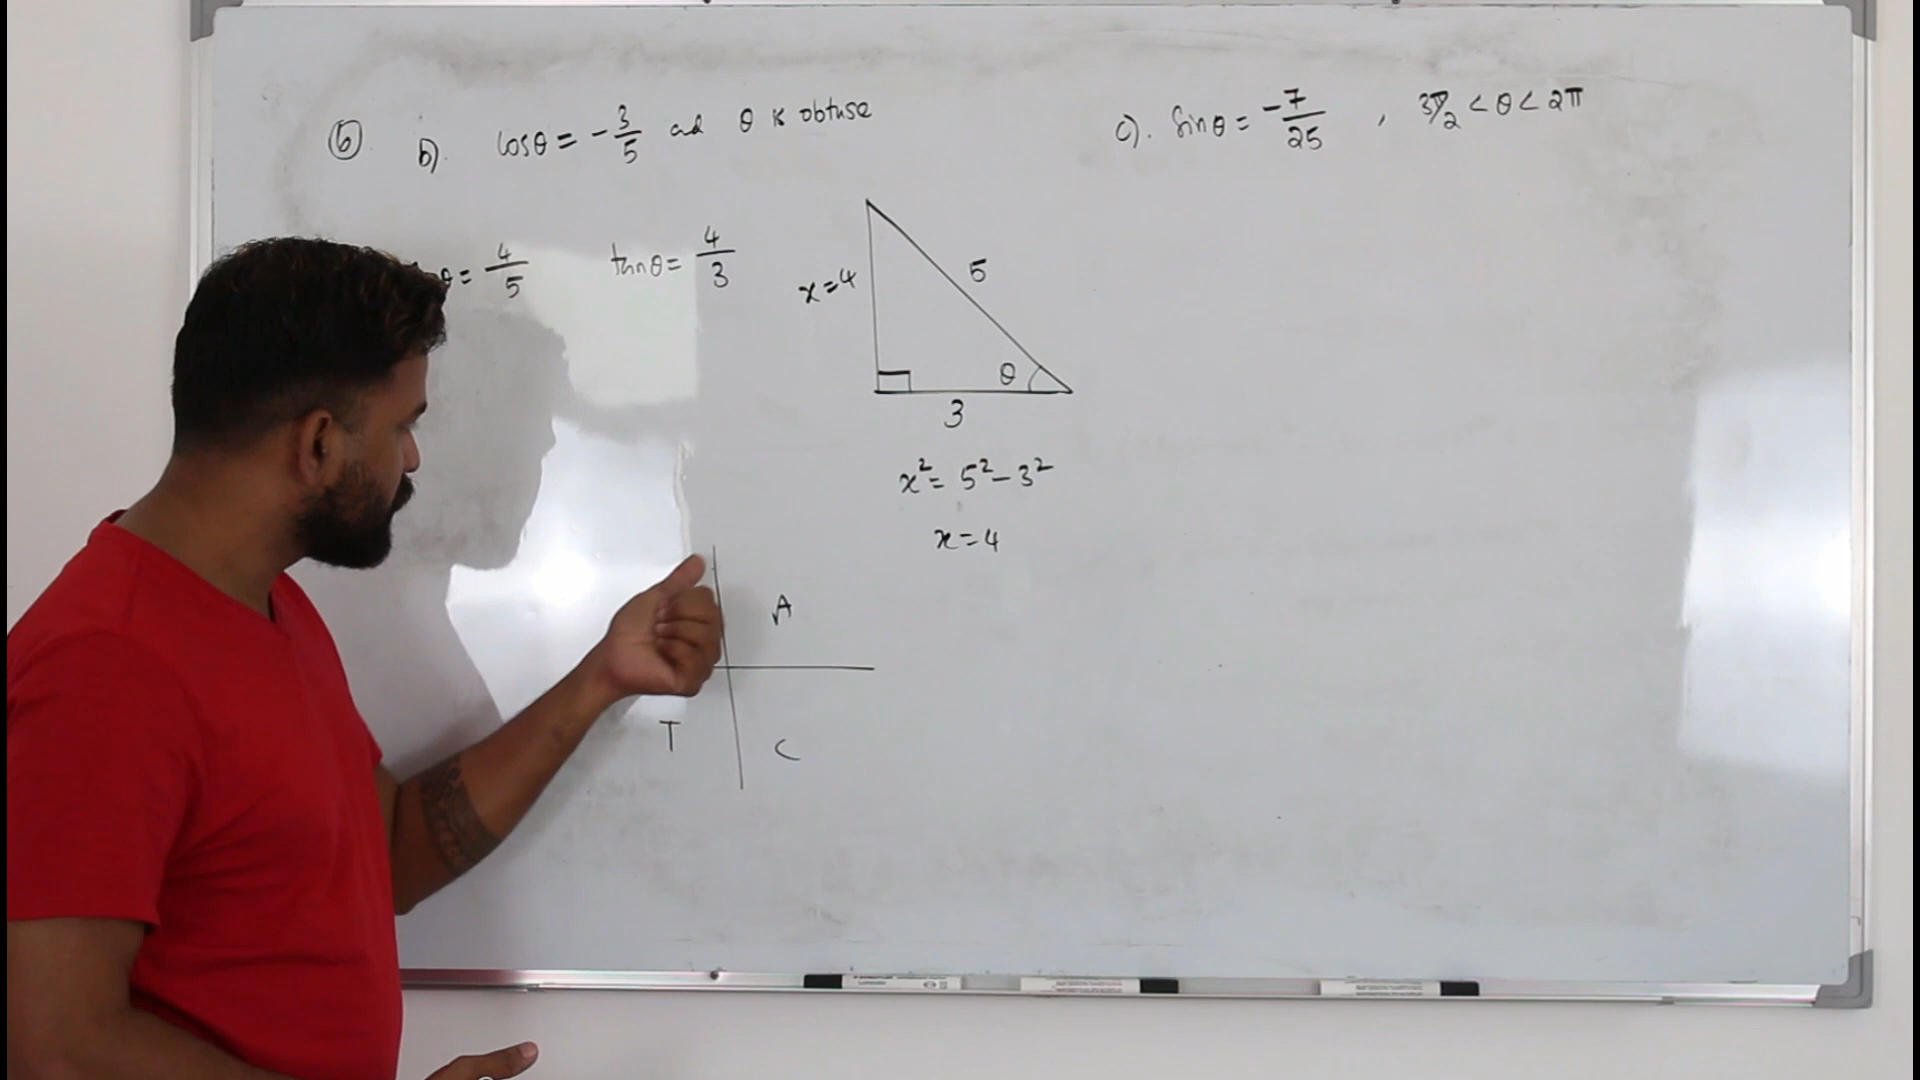 ⑥. b). cosθ = -3/5 and θ is obtuse
θ = 4/5 tanθ = 4/3
x=4
5
θ
3
x² = 5² - 3²
x = 4
A
T C
c). Sinθ = -7/25 , 3π/2 < θ < 2π